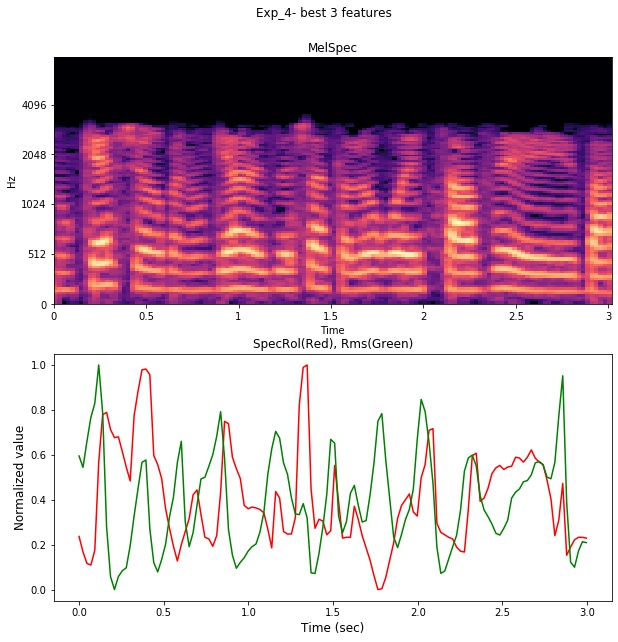 Exp_4- best 3 features
MelSpec
4096
2048
1024
512
0
Hz
0 0.5 1 1.5 2 2.5 3
Time
SpecRol(Red), Rms(Green)
1.0
0.8
0.6
0.4
0.2
0.0
Normalized value
0.0 0.5 1.0 1.5 2.0 2.5 3.0
Time (sec)